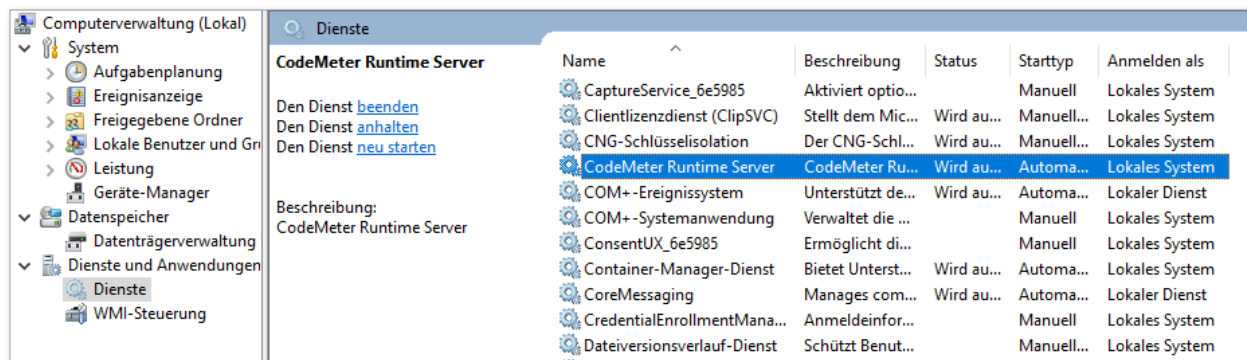 Computerverwaltung (Lokal)
System
Aufgabenplanung
Ereignisanzeige
Freigegebene Ordner
Lokale Benutzer und Gru
Leistung
Geräte-Manager
Datenspeicher
Datenträgerverwaltung
Dienste und Anwendungen
Dienste
WMI-Steuerung
Dienste
CodeMeter Runtime Server
Den Dienst beenden
Den Dienst anhalten
Den Dienst neu starten
Beschreibung:
CodeMeter Runtime Server
Name Beschreibung Status Starttyp Anmelden als
CaptureService_6e5985 Aktiviert optio... Manuell Lokales System
Clientlizenzdienst (ClipSVC) Stellt dem Mic... Wird au... Manuell... Lokales System
CNG-Schlüsselisolation Der CNG-Schl... Wird au... Manuell... Lokales System
CodeMeter Runtime Server CodeMeter Ru... Wird au... Automa... Lokales System
COM+-Ereignissystem Unterstützt de... Wird au... Automa... Lokaler Dienst
COM+-Systemanwendung Verwaltet die ... Manuell Lokales System
ConsentUX_6e5985 Ermöglicht di... Manuell Lokales System
Container-Manager-Dienst Bietet Unterst... Wird au... Automa... Lokales System
CoreMessaging Manages com... Wird au... Automa... Lokaler Dienst
CredentialEnrollmentMana... Anmeldeinfor... Manuell Lokales System
Dateiversionsverlauf-Dienst Schützt Benut... Manuell... Lokales System